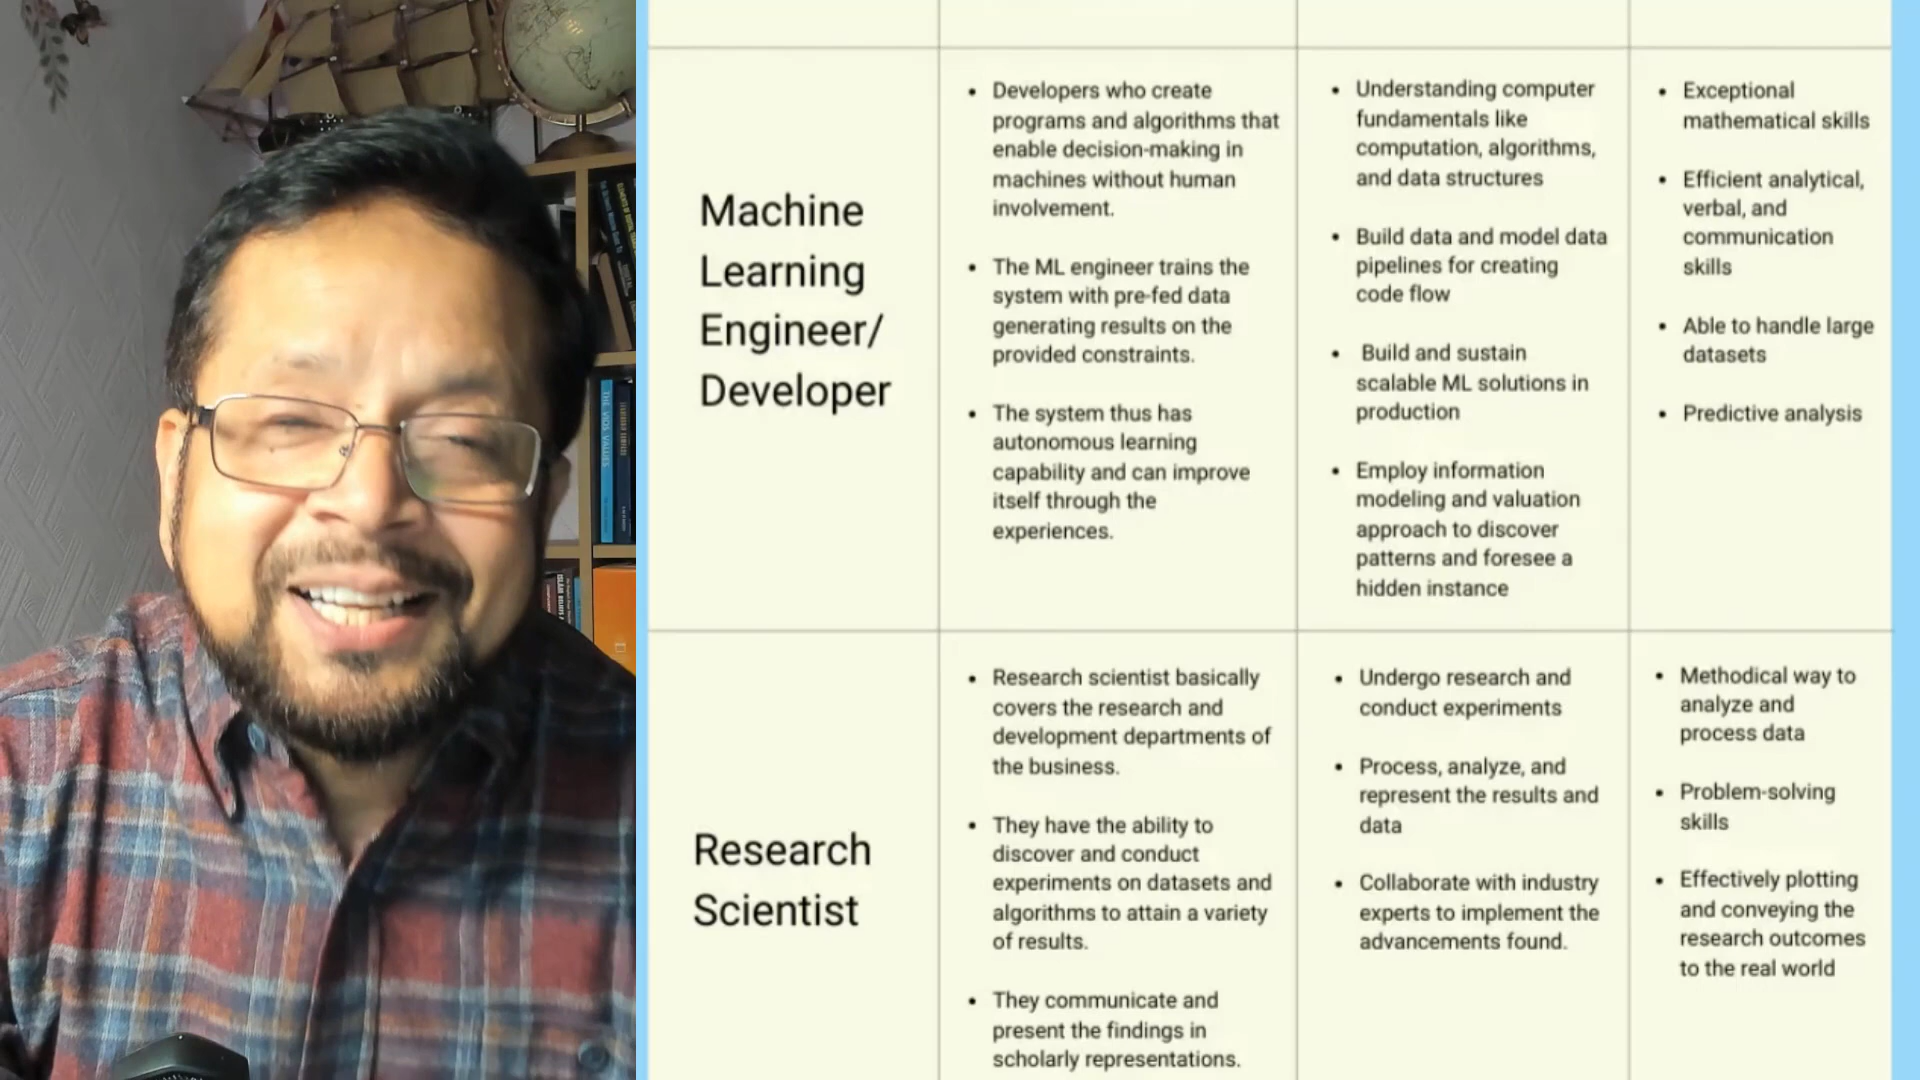 Machine
Learning
Engineer/
Developer
• Developers who create
programs and algorithms that
enable decision-making in
machines without human
involvement.
• The ML engineer trains the
system with pre-fed data
generating results on the
provided constraints.
• The system thus has
autonomous learning
capability and can improve
itself through the
experiences.
• Understanding computer
fundamentals like
computation, algorithms,
and data structures
• Build data and model data
pipelines for creating
code flow
• Build and sustain
scalable ML solutions in
production
• Employ information
modeling and valuation
approach to discover
patterns and foresee a
hidden instance
• Exceptional
mathematical skills
• Efficient analytical,
verbal, and
communication
skills
• Able to handle large
datasets
• Predictive analysis
Research
Scientist
• Research scientist basically
covers the research and
development departments of
the business.
• They have the ability to
discover and conduct
experiments on datasets and
algorithms to attain a variety
of results.
• They communicate and
present the findings in
scholarly representations.
• Undergo research and
conduct experiments
• Process, analyze, and
represent the results and
data
• Collaborate with industry
experts to implement the
advancements found.
• Methodical way to
analyze and
process data
• Problem-solving
skills
• Effectively plotting
and conveying the
research outcomes
to the real world